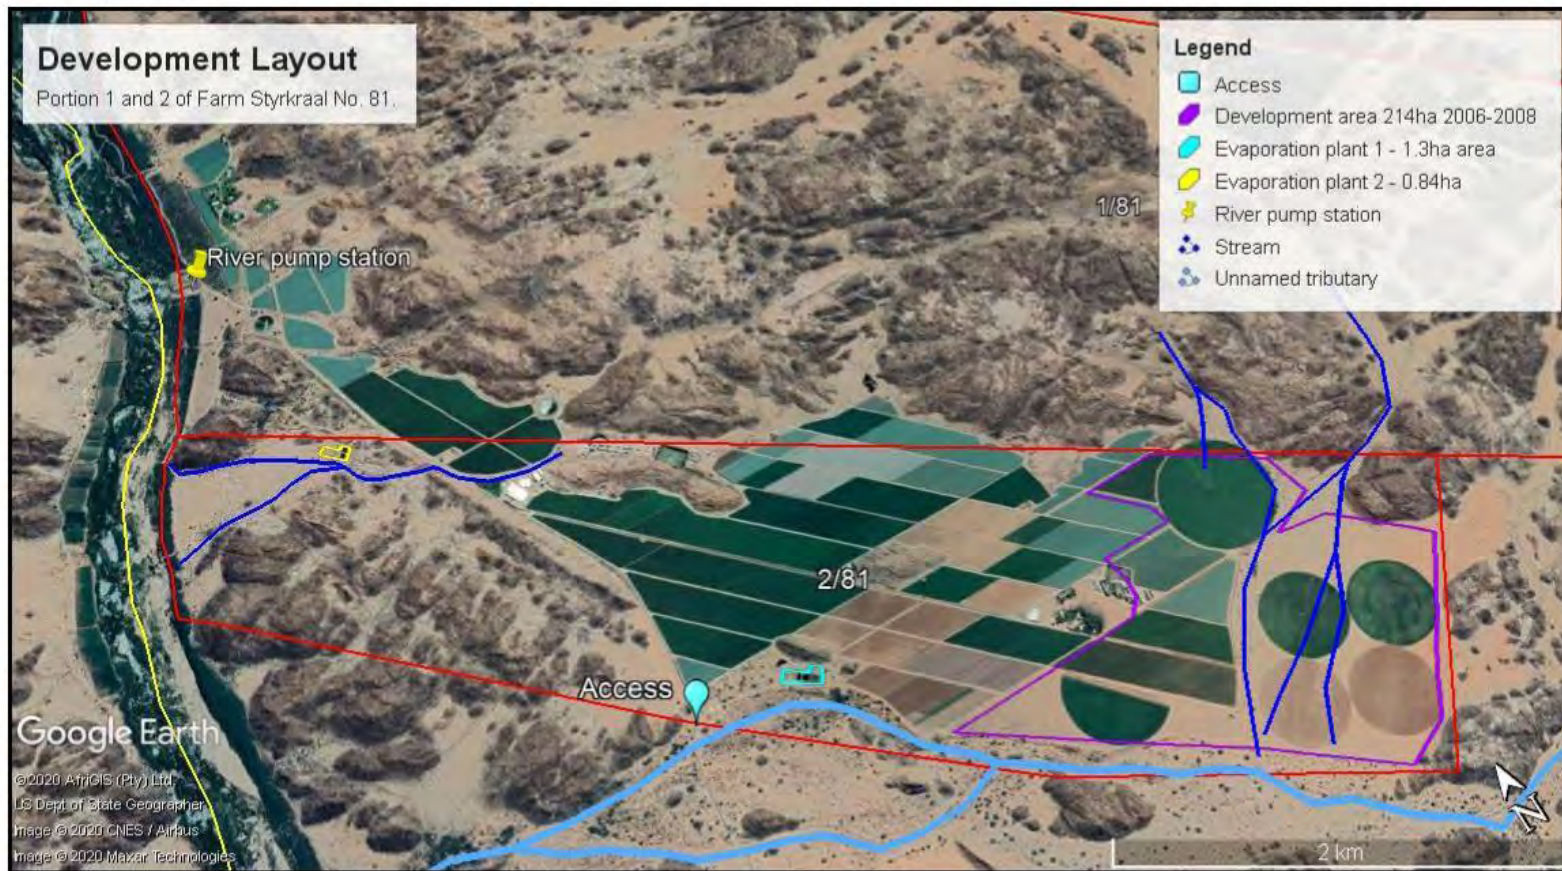 Development Layout
Portion 1 and 2 of Farm Styrkraal No. 81.
Legend
Access
Development area 214ha 2006-2008
Evaporation plant 1 - 1.3ha area
Evaporation plant 2 - 0.84ha
River pump station
Stream
Unnamed tributary
1/81
River pump station
2/81
Access
Google Earth
©2020 AfriGIS (Pty) Ltd.
US Dept of State Geographer
Image © 2020 CNES / Airbus
Image © 2020 Maxar Technologies
N
2 km